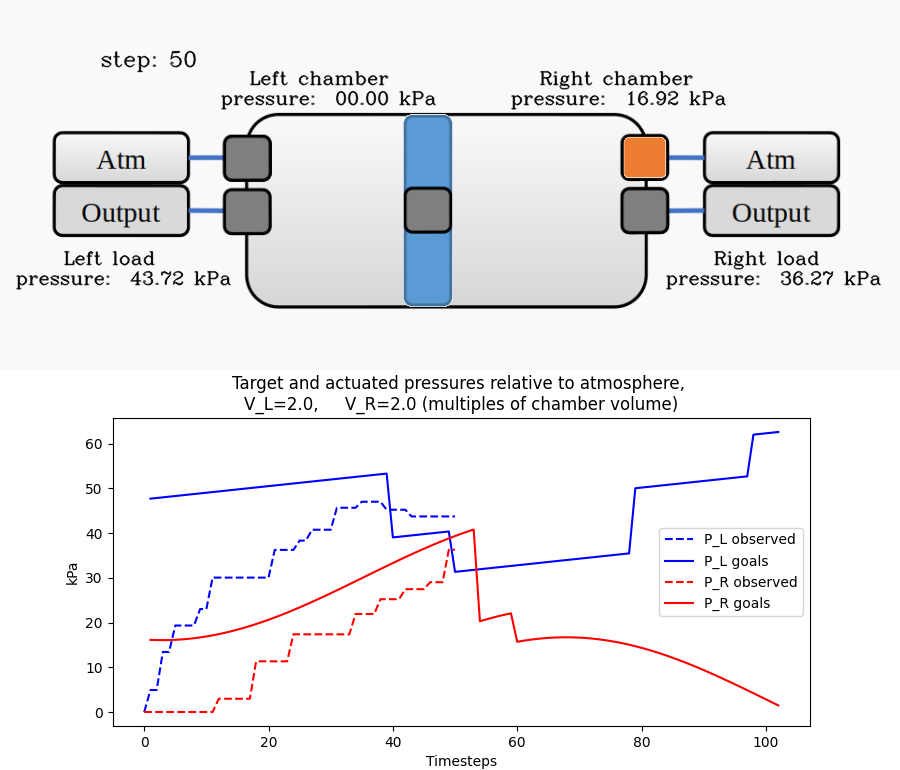 step: 50
Left chamber
pressure: 00.00 kPa
Right chamber
pressure: 16.92 kPa
Atm
Output
Atm
Output
Left load
pressure: 43.72 kPa
Right load
pressure: 36.27 kPa
Target and actuated pressures relative to atmosphere,
V_L=2.0, V_R=2.0 (multiples of chamber volume)
kPa
60
50
40
30
20
10
0
P_L observed
P_L goals
P_R observed
P_R goals
0 20 40 60 80 100
Timesteps